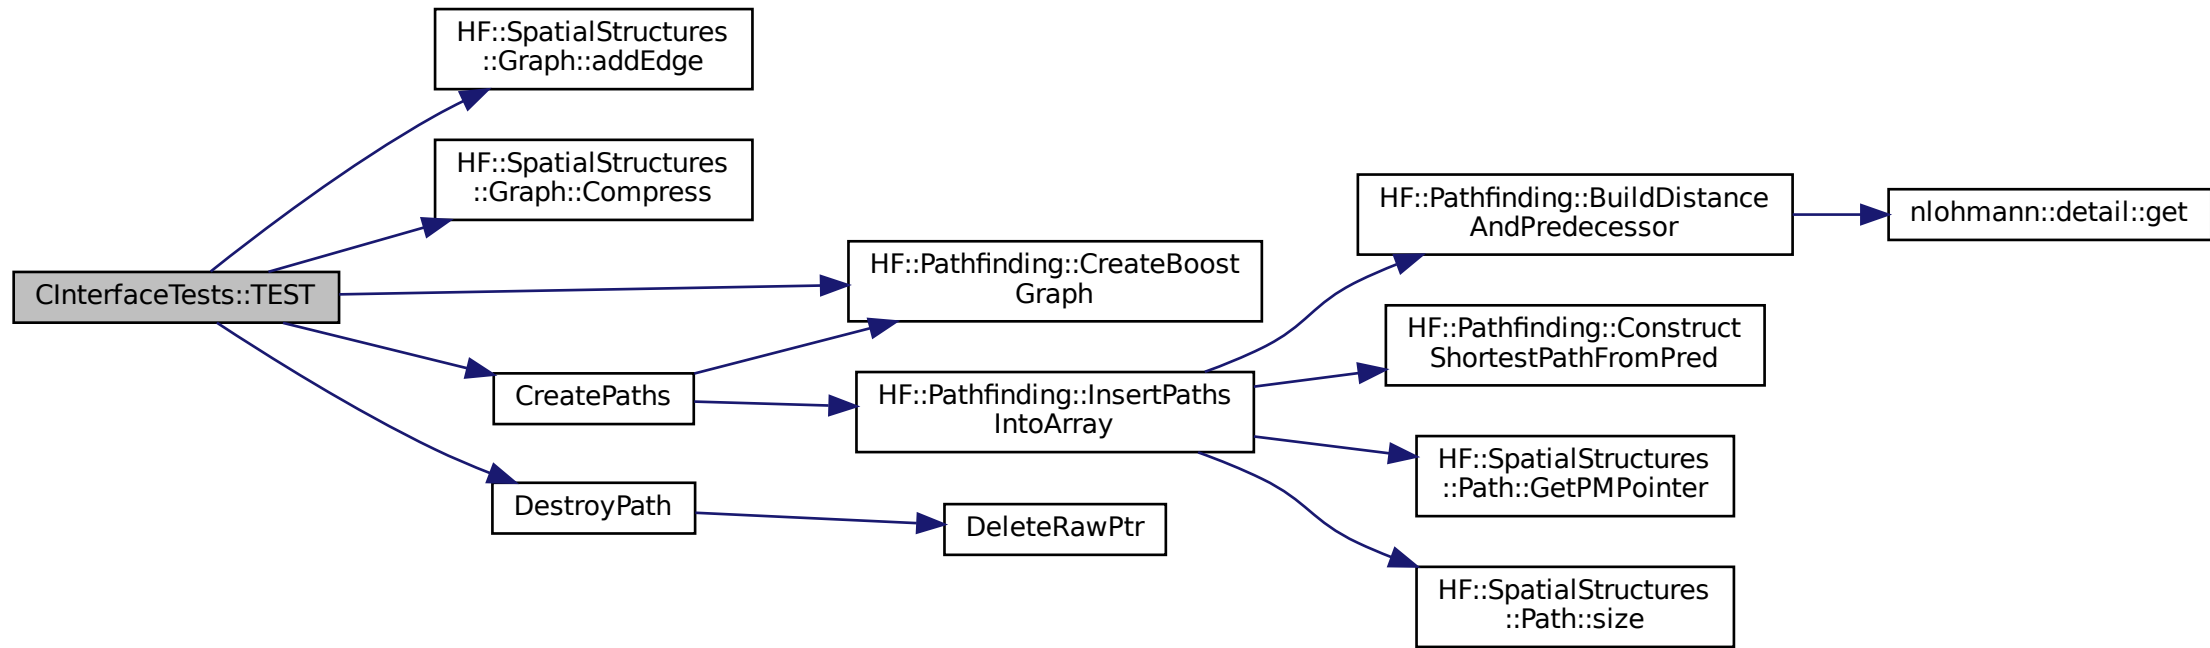 HF::SpatialStructures
::Graph::addEdge
HF::SpatialStructures
::Graph::Compress
CInterfaceTests::TEST
HF::Pathfinding::CreateBoost
Graph
CreatePaths
HF::Pathfinding::InsertPaths
IntoArray
DestroyPath
DeleteRawPtr
HF::Pathfinding::BuildDistance
AndPredecessor
nlohmann::detail::get
HF::Pathfinding::Construct
ShortestPathFromPred
HF::SpatialStructures
::Path::GetPMPointer
HF::SpatialStructures
::Path::size